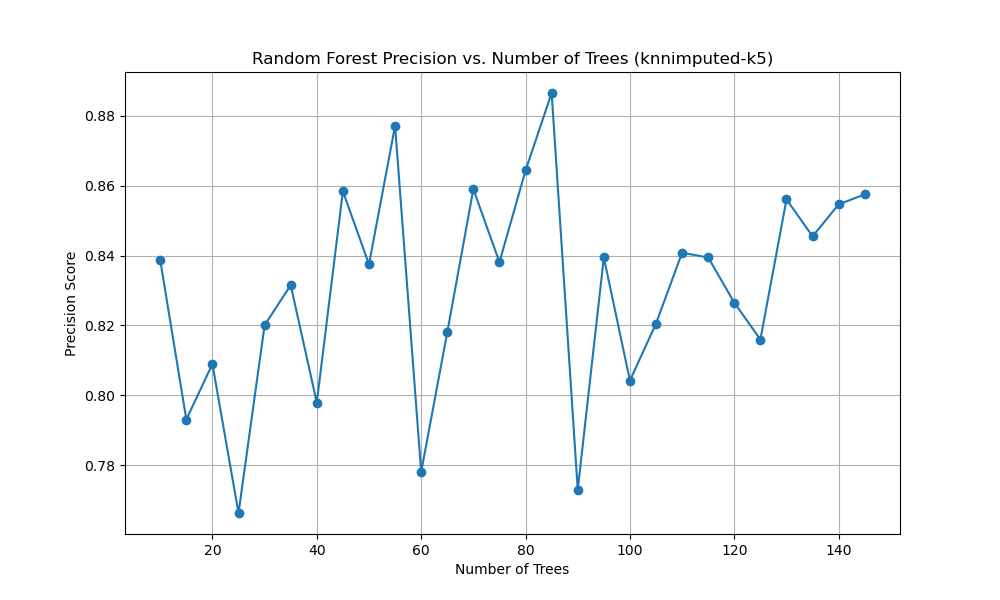 Random Forest Precision vs. Number of Trees (knnimputed-k5)
Precision Score
0.88
0.86
0.84
0.82
0.80
0.78
20 40 60 80 100 120 140
Number of Trees